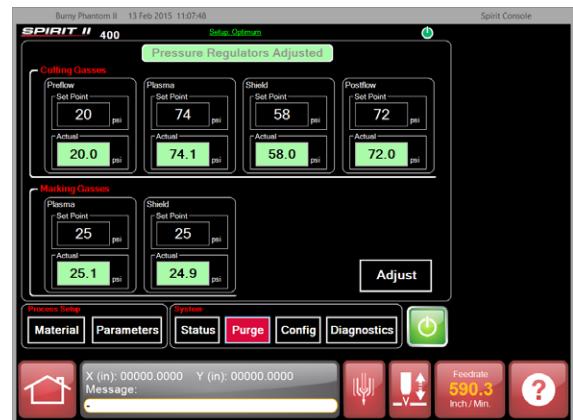 Burny Phantom II 13 Feb 2015 11:07:48 Spirit Console
SPIRIT II 400 Setup: Optimum
Pressure Regulators Adjusted
Cutting Gasses
Preflow Plasma Shield Postflow
Set Point Set Point Set Point Set Point
20 psi 74 psi 58 psi 72 psi
Actual Actual Actual Actual
20.0 psi 74.1 psi 58.0 psi 72.0 psi
Marking Gasses
Plasma Shield
Set Point Set Point
25 psi 25 psi
Actual Actual
25.1 psi 24.9 psi
Adjust
Process Setup System
Material Parameters Status Purge Config Diagnostics
X (in): 00000.0000 Y (in): 00000.0000
Message:
-
Feedrate
590.3
Inch./Min.
?